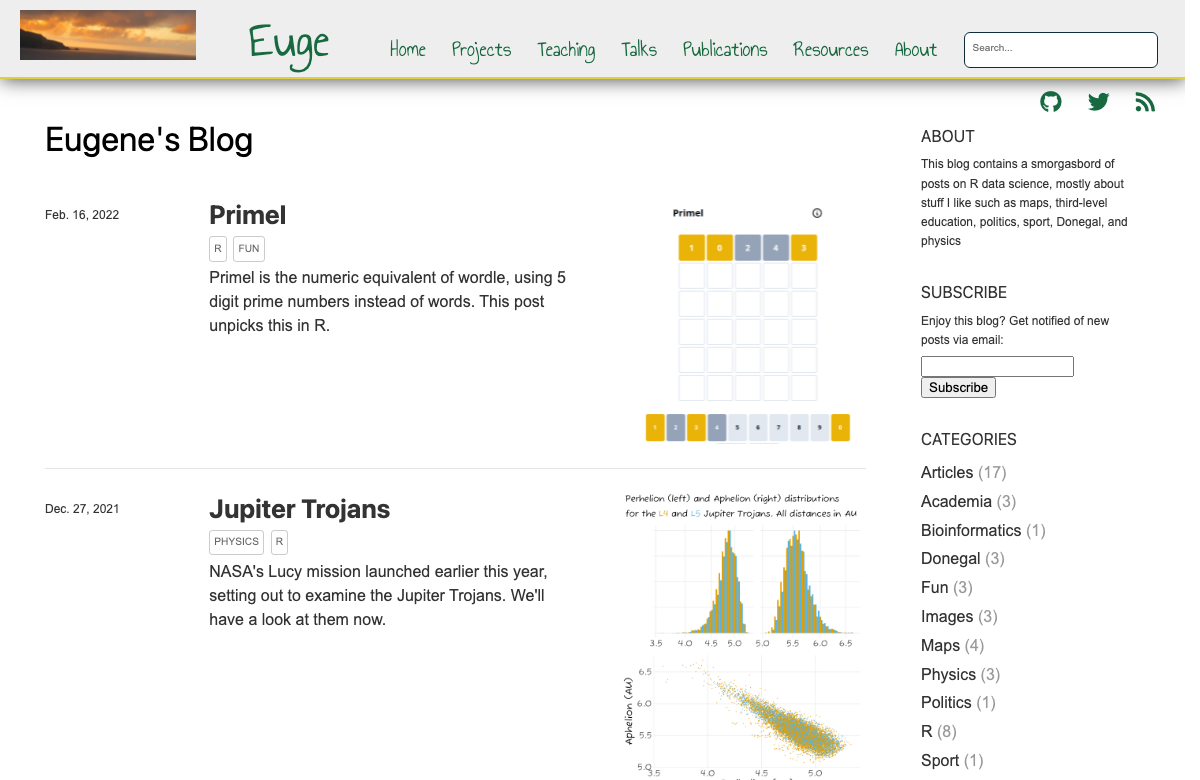 Euge
Home Projects Teaching Talks Publications Resources About
Search...
Eugene's Blog
Feb. 16, 2022
Primel
R FUN
Primel is the numeric equivalent of wordle, using 5
digit prime numbers instead of words. This post
unpicks this in R.
Primel
1 0 2 4 3
1 2 3 4 5 6 7 8 9 0
Dec. 27, 2021
Jupiter Trojans
PHYSICS R
NASA's Lucy mission launched earlier this year,
setting out to examine the Jupiter Trojans. We'll
have a look at them now.
Perhelion (left) and Aphelion (right) distributions
for the L4 and L5 Jupiter Trojans. All distances in AU
3.5 4.0 4.5 5.0 5.0 5.5 6.0 6.5
Aphelion (AU)
6.5
6.0
5.5
5.0
3.5 4.0 4.5 5.0
ABOUT
This blog contains a smorgasbord of
posts on R data science, mostly about
stuff I like such as maps, third-level
education, politics, sport, Donegal, and
physics
SUBSCRIBE
Enjoy this blog? Get notified of new
posts via email:
Subscribe
CATEGORIES
Articles (17)
Academia (3)
Bioinformatics (1)
Donegal (3)
Fun (3)
Images (3)
Maps (4)
Physics (3)
Politics (1)
R (8)
Sport (1)